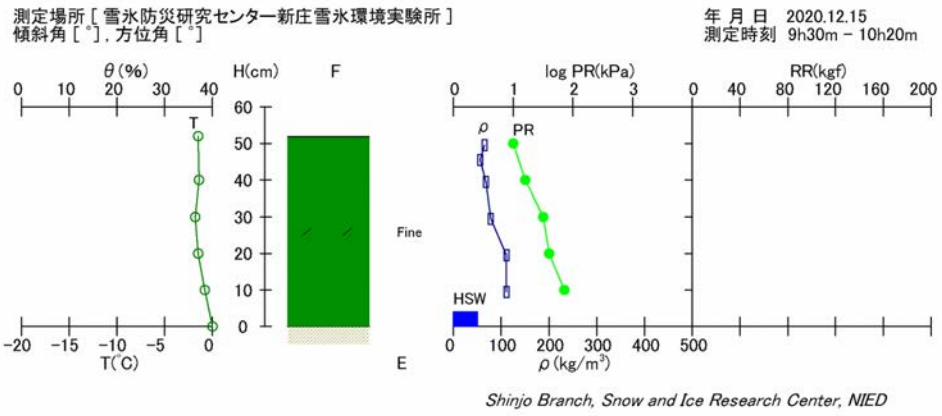 測定場所 [ 雪氷防災研究センター新庄雪氷環境実験所 ]
傾斜角 [ ° ] , 方位角 [ ° ]
年 月 日 2020.12.15
測定時刻 9h30m - 10h20m
θ(%) H(cm) F log PR(kPa) RR(kgf)
0 10 20 30 40 0 1 2 3 0 40 80 120 160 200
60
50
40
30
20
10
0
T
ρ PR
Fine
HSW
-20 -15 -10 -5 0 0 100 200 300 400 500
T(°C) E ρ(kg/m³)
Shinjo Branch, Snow and Ice Research Center, NIED